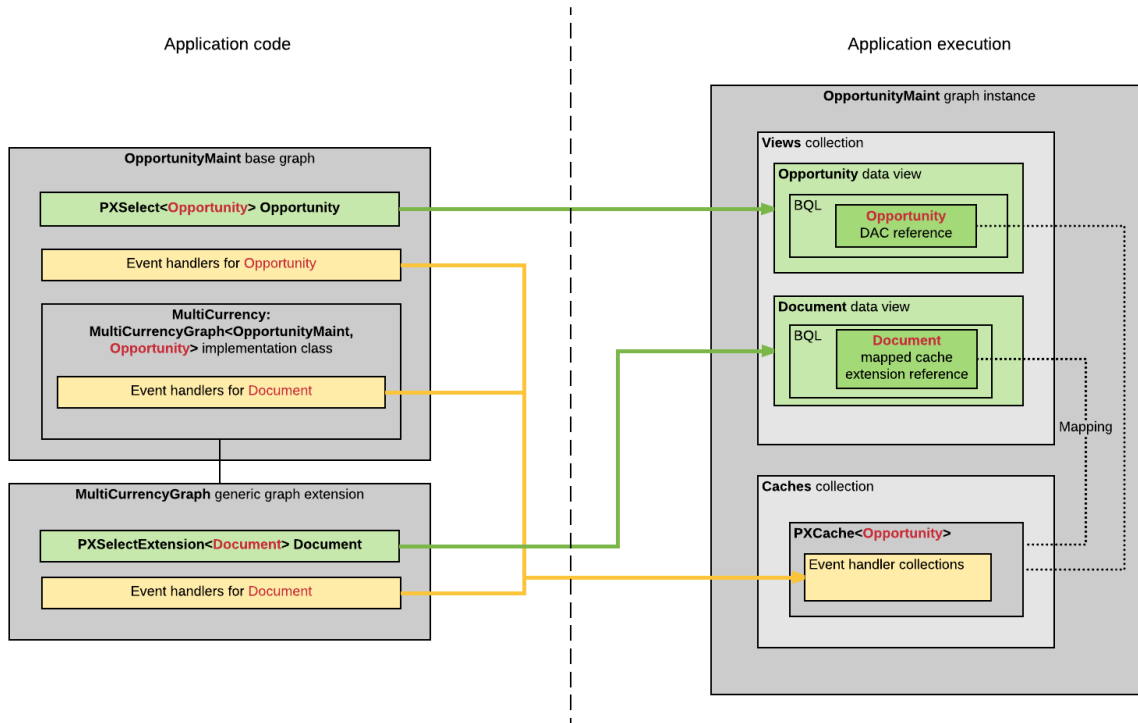 Application code
Application execution
OpportunityMaint base graph
PXSelect<Opportunity> Opportunity
Event handlers for Opportunity
MultiCurrency:
MultiCurrencyGraph<OpportunityMaint,
Opportunity> implementation class
Event handlers for Document
MultiCurrencyGraph generic graph extension
PXSelectExtension<Document> Document
Event handlers for Document
OpportunityMaint graph instance
Views collection
Opportunity data view
BQL
Opportunity
DAC reference
Document data view
BQL
Document
mapped cache
extension reference
Mapping
Caches collection
PXCache<Opportunity>
Event handler collections